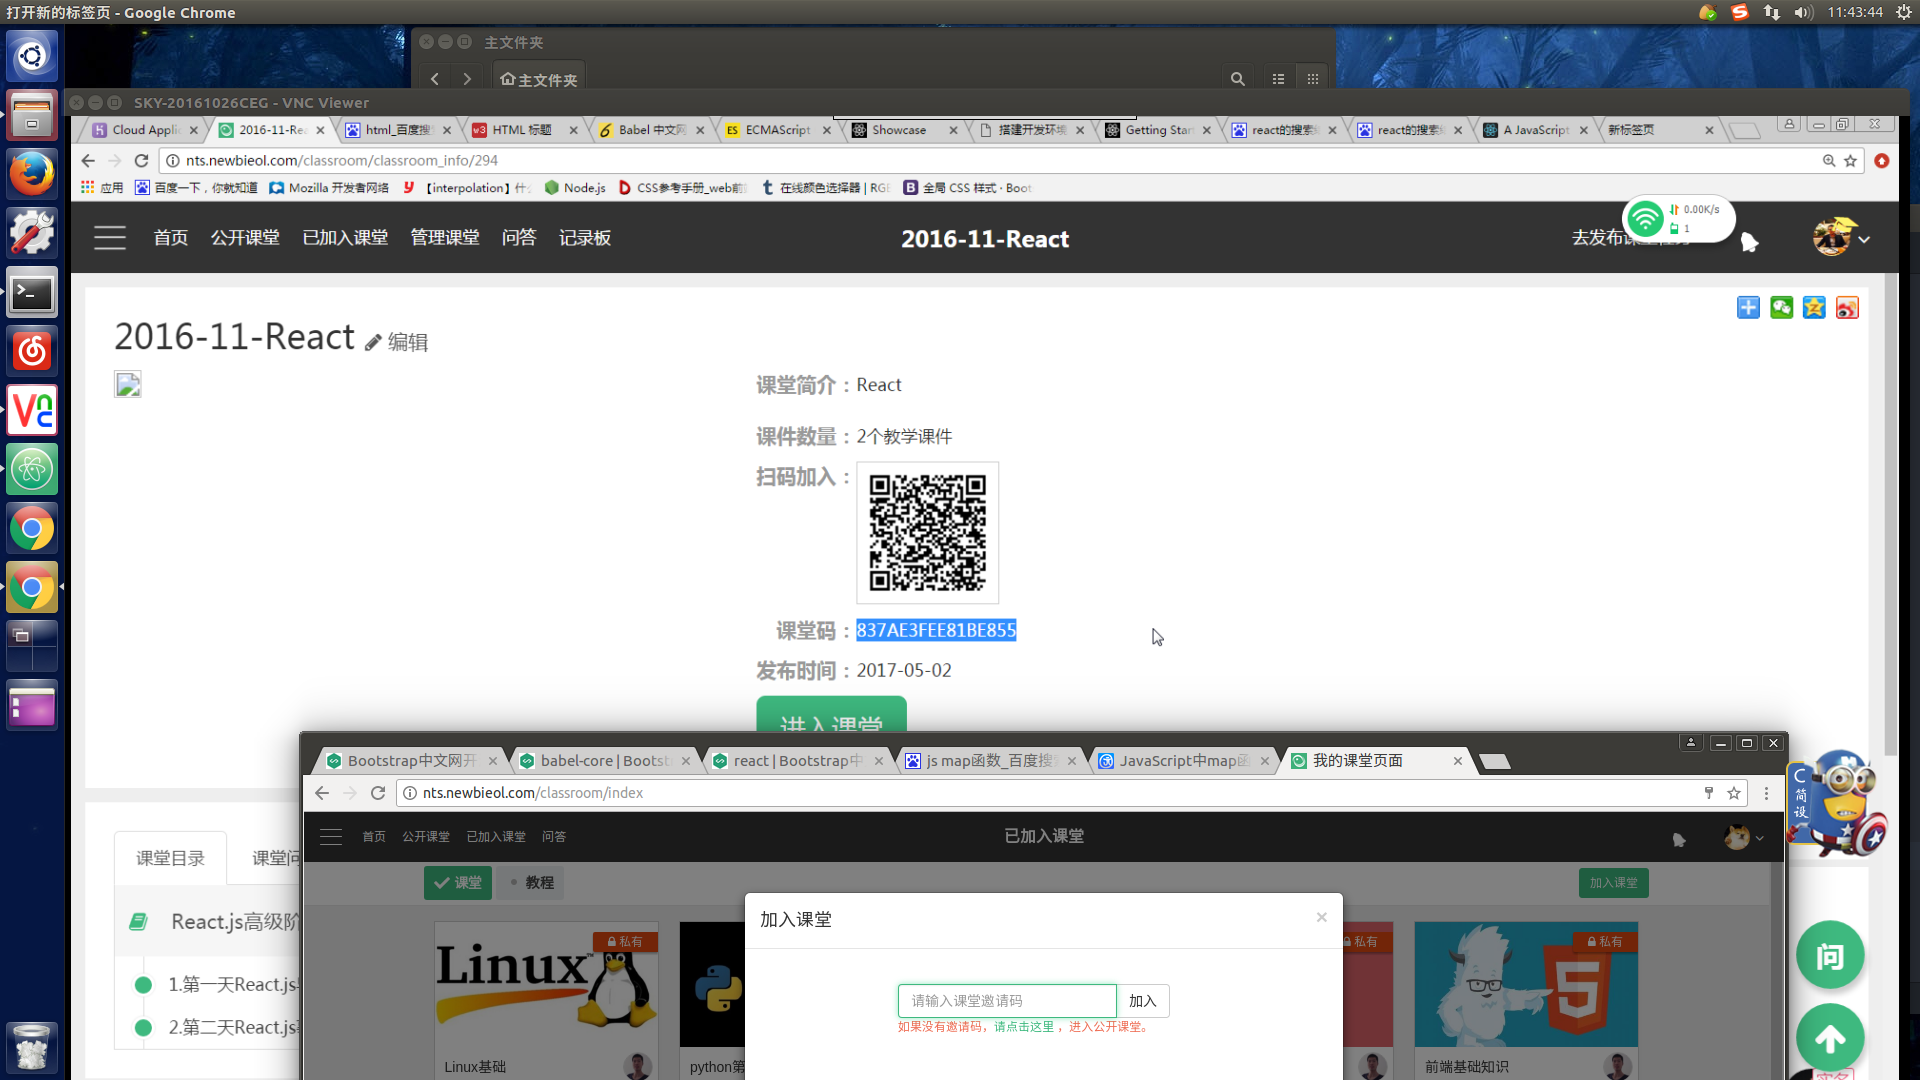 打开新的标签页 - Google Chrome
11:43:44
主文件夹
主文件夹
SKY-20161026CEG - VNC Viewer
Cloud Applic
2016-11-Rea
html_百度搜
HTML 标题
Babel 中文网
ECMAScript
Showcase
搭建开发环境
Getting Star
react的搜索
react的搜索
A JavaScript
新标签页
nts.newbieol.com/classroom/classroom_info/294
应用
百度一下，你就知道
Mozilla 开发者网络
【interpolation】什
Node.js
CSS参考手册_web前
在线颜色选择器 | RGB
全局 CSS 样式 · Boot
首页
公开课堂
已加入课堂
管理课堂
问答
记录板
2016-11-React
去发布课堂
0.00K/s
1
2016-11-React
编辑
课堂简介：React
课件数量：2个教学课件
扫码加入：
课堂码：837AE3FEE81BE855
发布时间：2017-05-02
进入课堂
课堂目录
课堂问
React.js高级阶
1.第一天React.js
2.第二天React.js
Bootstrap中文网开
babel-core | Bootst
react | Bootstrap中
js map函数_百度搜
JavaScript中map函
我的课堂页面
nts.newbieol.com/classroom/index
首页
公开课堂
已加入课堂
问答
已加入课堂
课堂
教程
加入课堂
加入课堂
×
请输入课堂邀请码
加入
如果没有邀请码，请点击这里，进入公开课堂。
Linux
私有
私有
私有
5
Linux基础
python第
前端基础知识
C
简
设
问